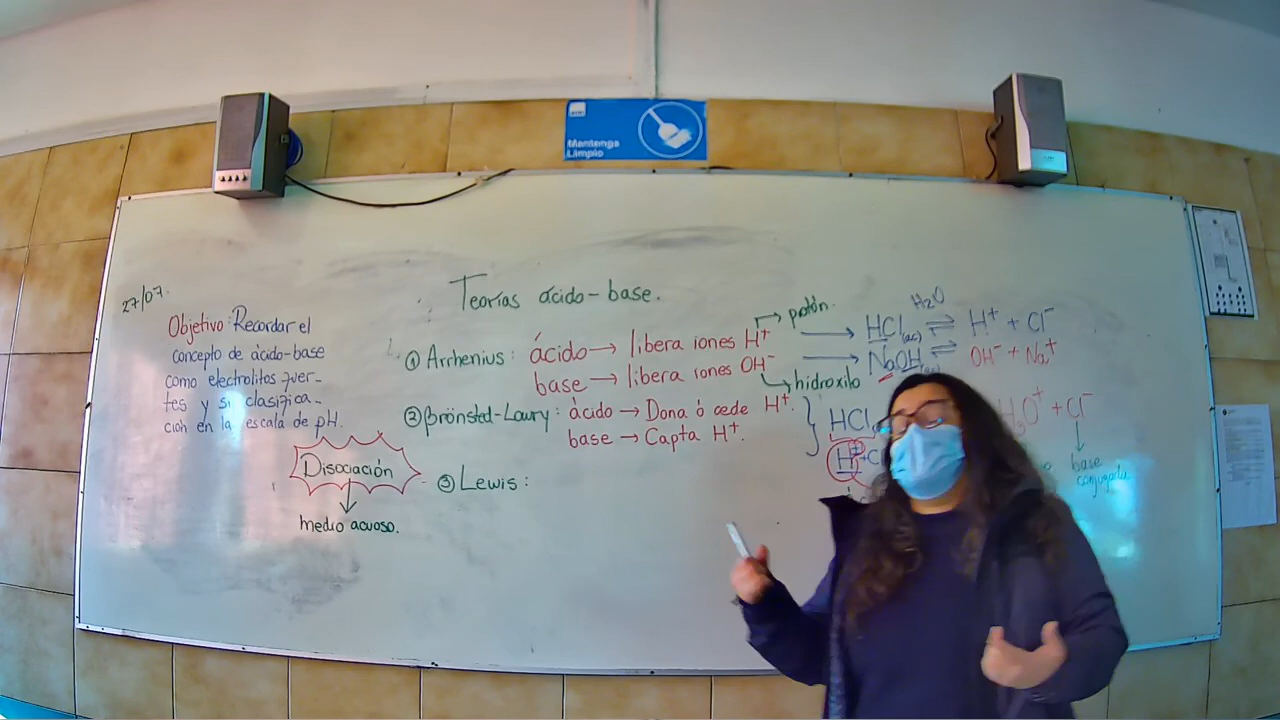 Mantenga
Limpio
27/07.
Teorías ácido-base.
Objetivo: Recordar el
concepto de ácido-base
como electrolitos fuer-
tes y su clasifica-
ción en la escala de pH.
Disociación
medio acuoso.
① Arrhenius: ácido → libera iones H⁺ → protón.
base → libera iones OH⁻ → hidroxilo
H₂O
HCl(ac) ⇌ H⁺ + Cl⁻
NaOH ⇌ OH⁻ + Na⁺
② Brönsted-Lowry: ácido → Dona ó cede H⁺.
base → Capta H⁺.
HCl
H₃O⁺ + Cl⁻
H⁺
base
conjugada
③ Lewis: